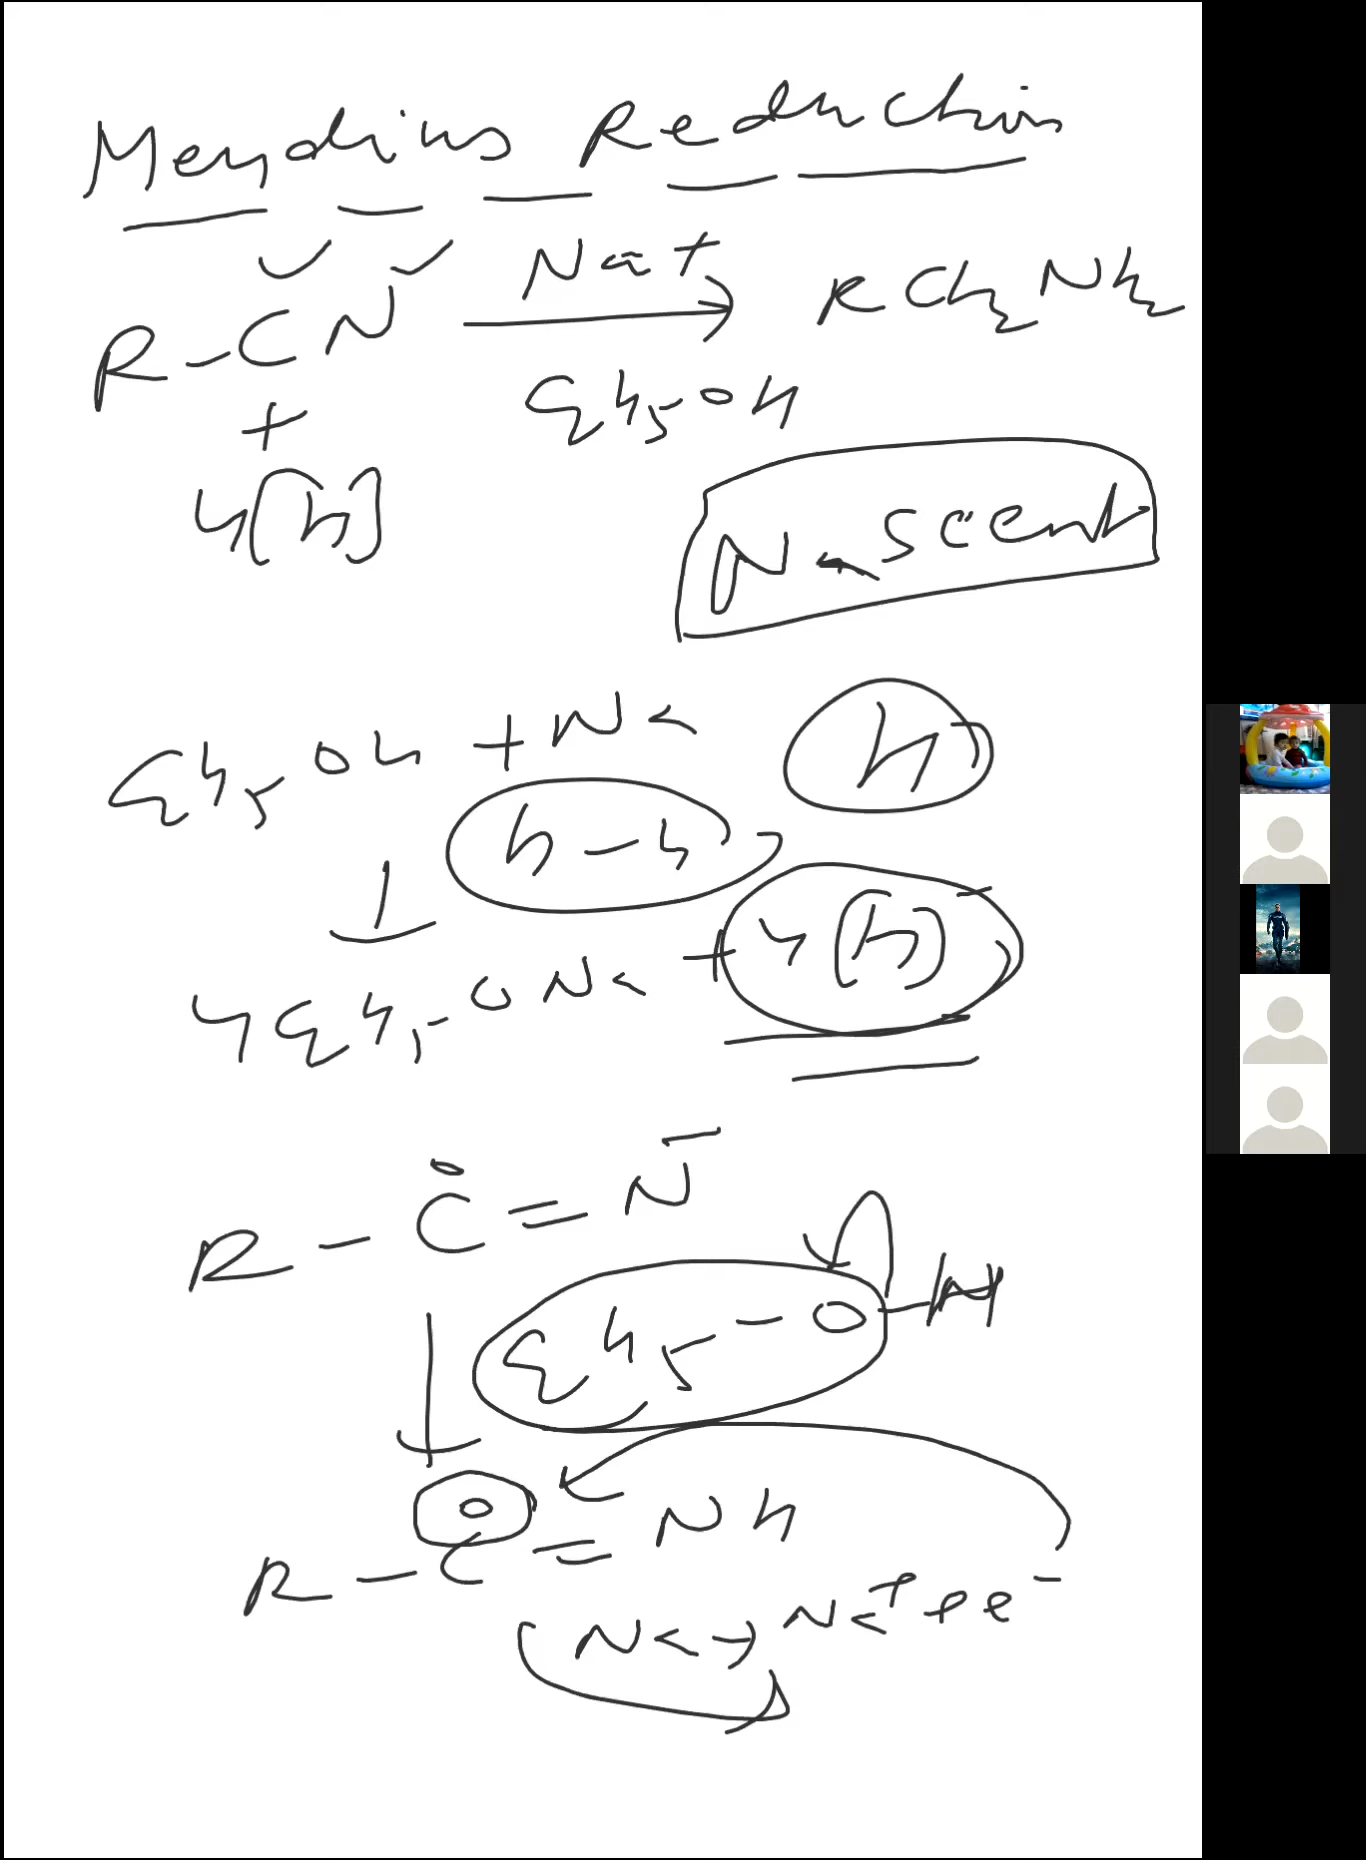 Mendius Reduction
R-CN Na+ → RCH2NH2
+ C2H5OH
4[H]
Nascent
C2H5OH + Na H
H-H
↓
4C2H5-ONa + 4[H]
R-C=N-
C2H5-O-H
↓
R-C=NH
Na → Na+ + e-